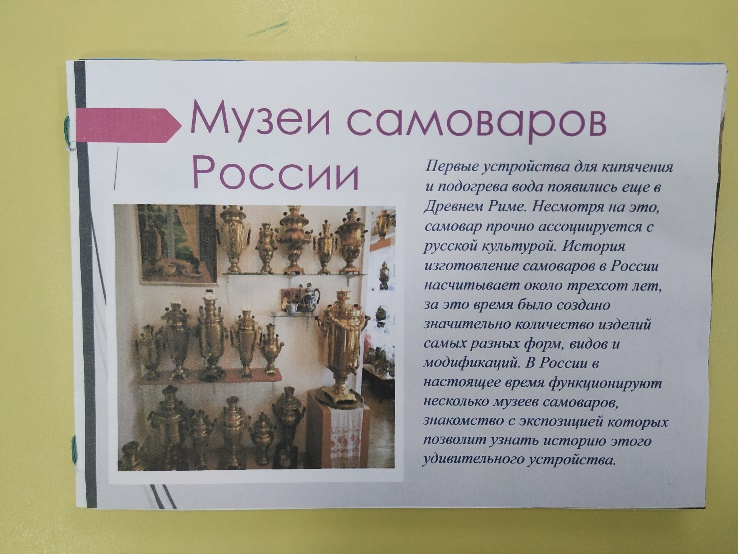 Музеи самоваров
России
Первые устройства для кипячения
и подогрева вода появились еще в
Древнем Риме. Несмотря на это,
самовар прочно ассоциируется с
русской культурой. История
изготовление самоваров в России
насчитывает около трехсот лет,
за это время было создано
значительно количество изделий
самых разных форм, видов и
модификаций. В России в
настоящее время функционируют
несколько музеев самоваров,
знакомство с экспозицией которых
позволит узнать историю этого
удивительного устройства.